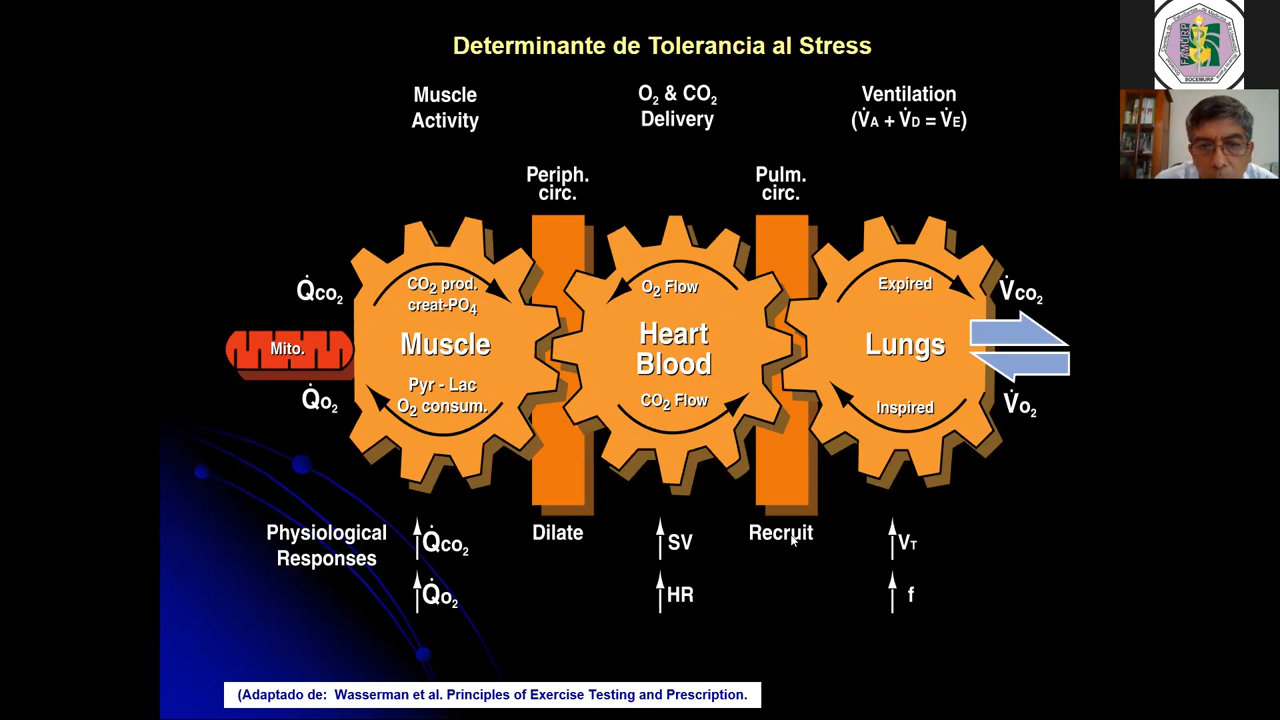 Determinante de Tolerancia al Stress
Muscle
Activity
O₂ & CO₂
Delivery
Ventilation
(V̇A + V̇D = V̇E)
Periph.
circ.
Pulm.
circ.
Q̇CO₂
CO₂ prod.
creat-PO₄
O₂ Flow
Expired
V̇CO₂
Mito.
Muscle
Heart
Blood
Lungs
Q̇O₂
Pyr - Lac
O₂ consum.
CO₂ Flow
Inspired
V̇O₂
Physiological
Responses
↑Q̇CO₂
↑Q̇O₂
Dilate
↑SV
↑HR
Recruit
↑VT
↑ f
(Adaptado de: Wasserman et al. Principles of Exercise Testing and Prescription.
FAMURP
SOCEMURP